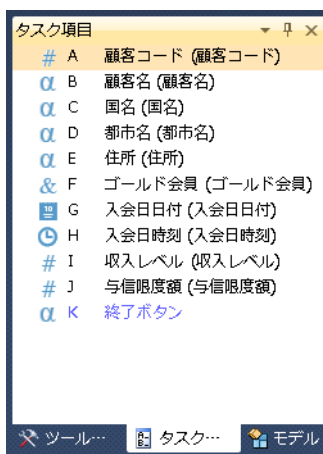 タスク項目
# A 顧客コード (顧客コード)
α B 顧客名 (顧客名)
α C 国名 (国名)
α D 都市名 (都市名)
α E 住所 (住所)
& F ゴールド会員 (ゴールド会員)
10 G 入会日日付 (入会日日付)
H 入会日時刻 (入会日時刻)
# I 収入レベル (収入レベル)
# J 与信限度額 (与信限度額)
α K 終了ボタン
ツール… タスク… モデル